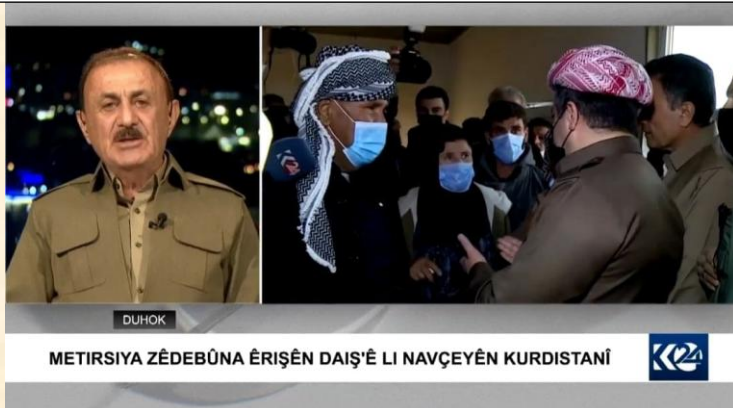 DUHOK
METIRSIYA ZÊDEBÛNA ÊRIŞÊN DAIŞ'Ê LI NAVÇEYÊN KURDISTANÎ
K24